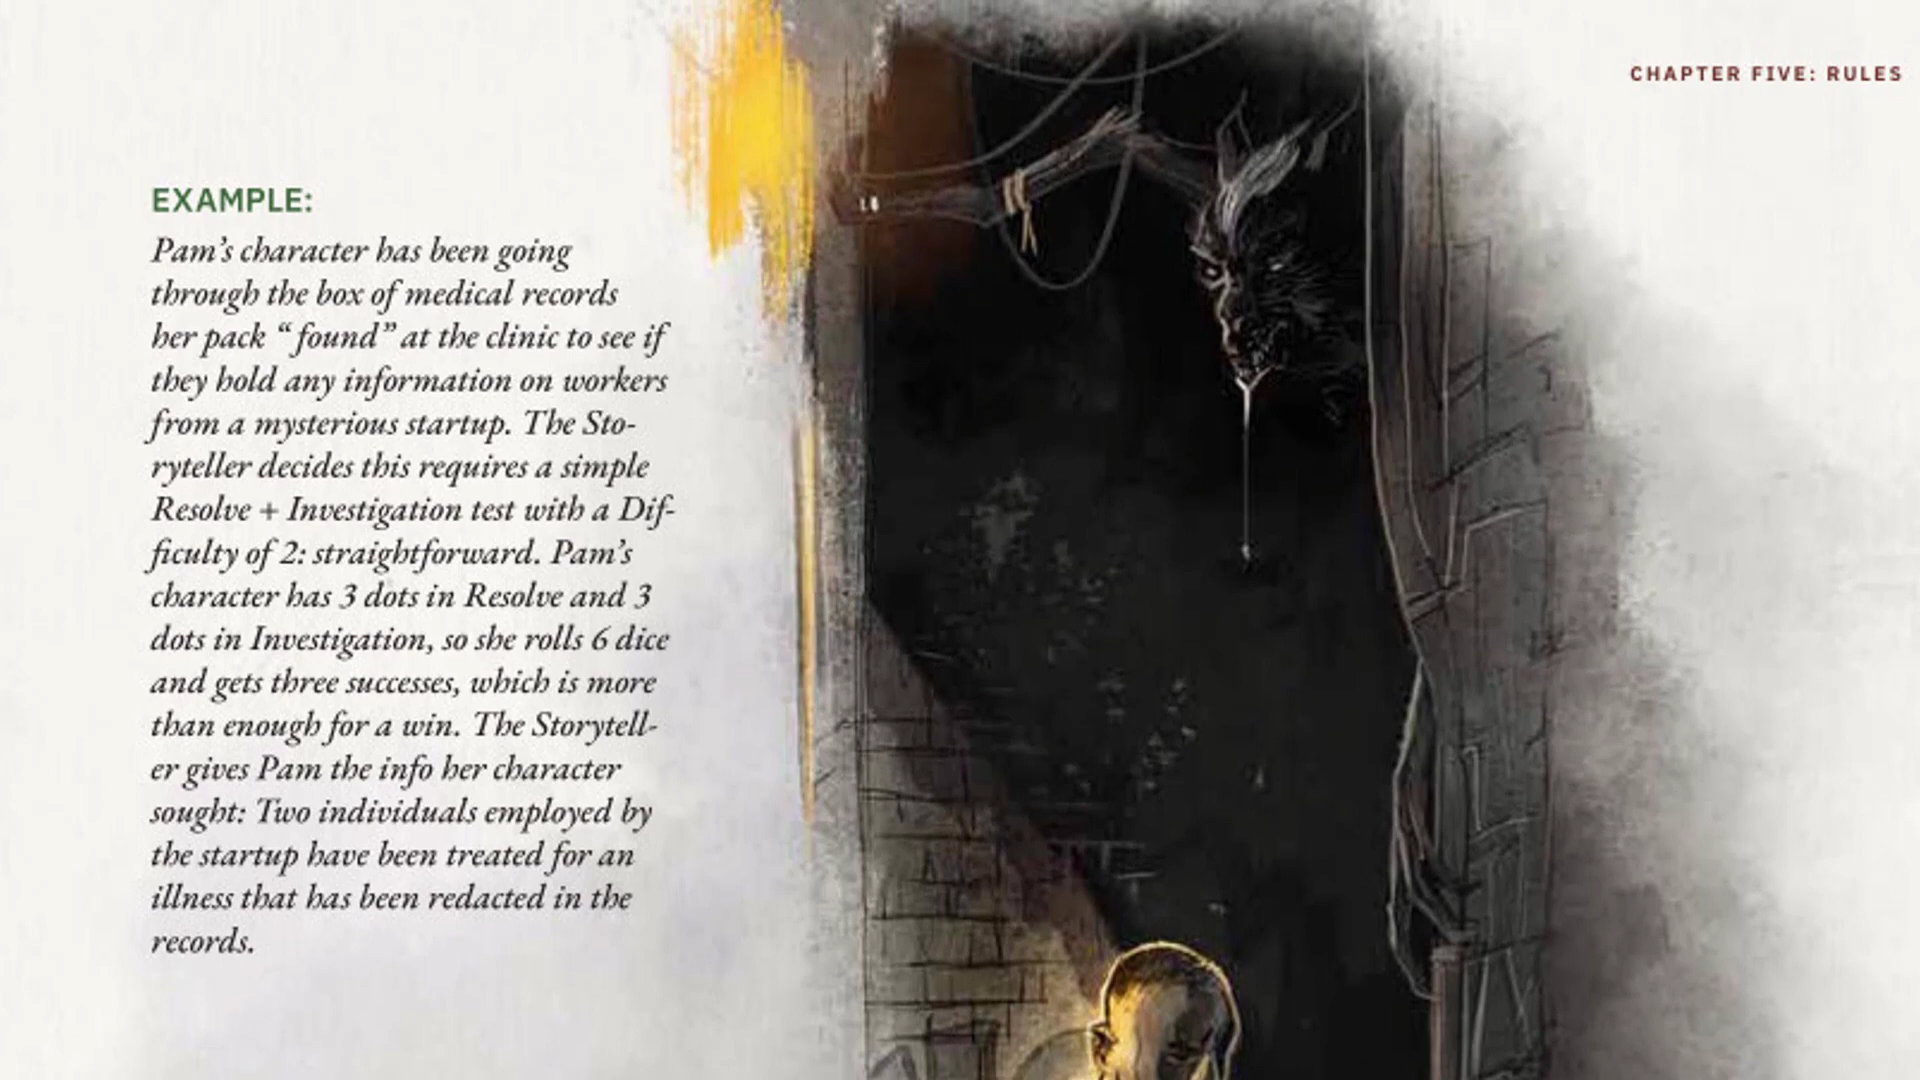 CHAPTER FIVE: RULES
EXAMPLE:
Pam’s character has been going
through the box of medical records
her pack “found” at the clinic to see if
they hold any information on workers
from a mysterious startup. The Sto-
ryteller decides this requires a simple
Resolve + Investigation test with a Dif-
ficulty of 2: straightforward. Pam’s
character has 3 dots in Resolve and 3
dots in Investigation, so she rolls 6 dice
and gets three successes, which is more
than enough for a win. The Storytell-
er gives Pam the info her character
sought: Two individuals employed by
the startup have been treated for an
illness that has been redacted in the
records.